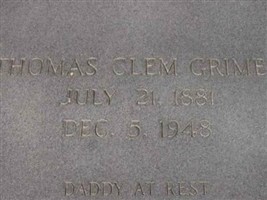 THOMAS CLEM GRIME
JULY 21, 1881
DEC. 5, 1948
DADDY AT REST